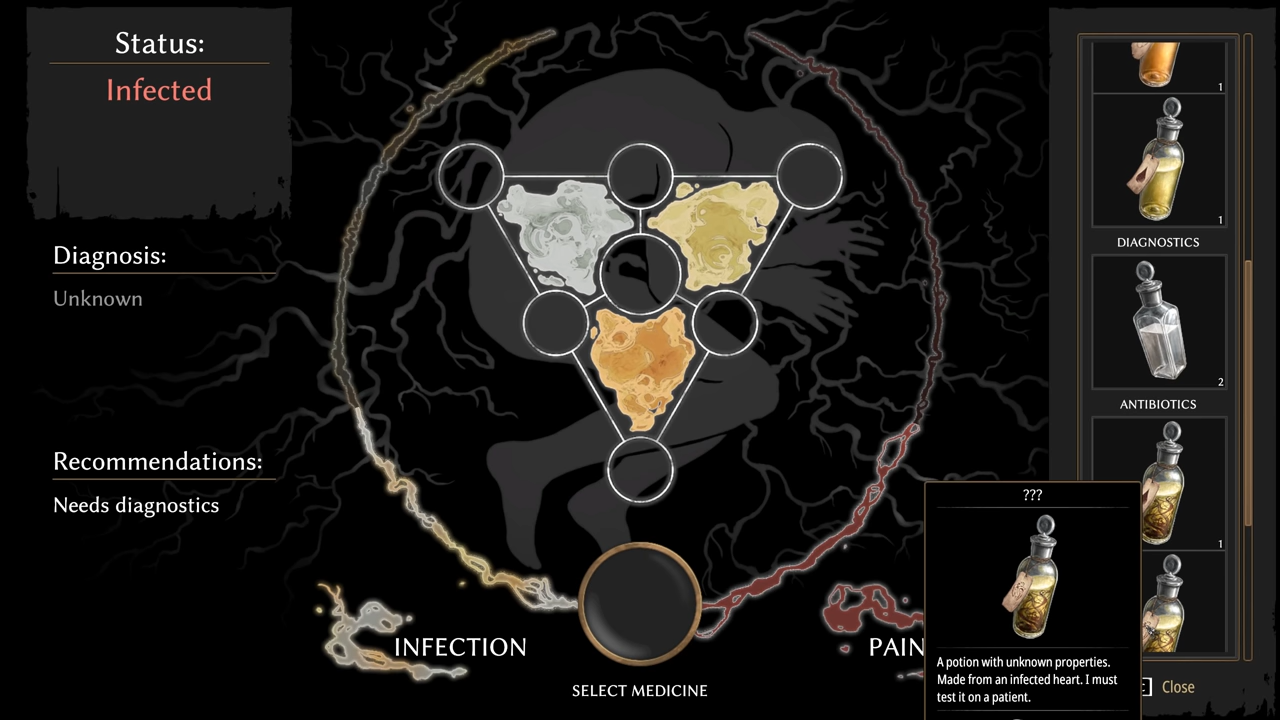 Status:
Infected
Diagnosis:
Unknown
Recommendations:
Needs diagnostics
INFECTION
PAIN
SELECT MEDICINE
1
1
DIAGNOSTICS
2
ANTIBIOTICS
1
???
A potion with unknown properties.
Made from an infected heart. I must
test it on a patient.
Close